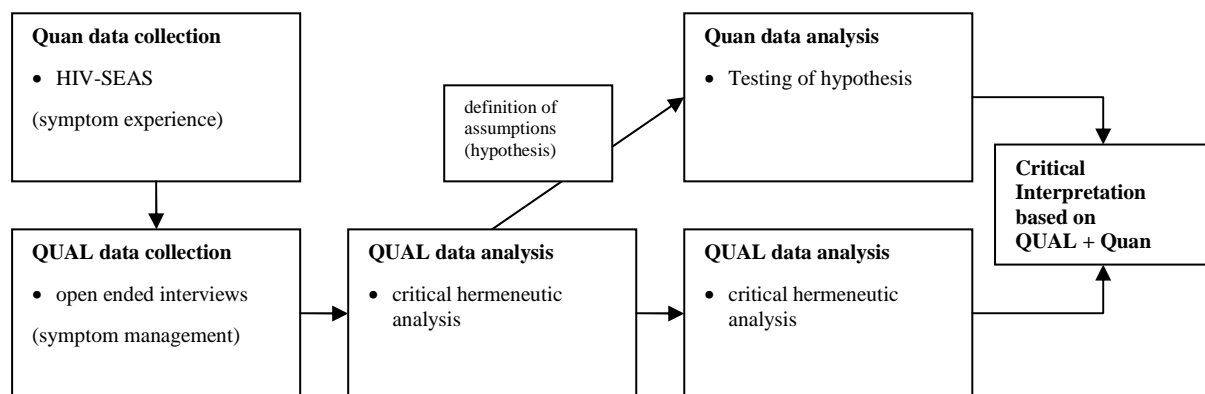 Quan data collection
• HIV-SEAS
(symptom experience)
definition of
assumptions
(hypothesis)
Quan data analysis
• Testing of hypothesis
Critical
Interpretation
based on
QUAL + Quan
QUAL data collection
• open ended interviews
(symptom management)
QUAL data analysis
• critical hermeneutic
analysis
QUAL data analysis
• critical hermeneutic
analysis